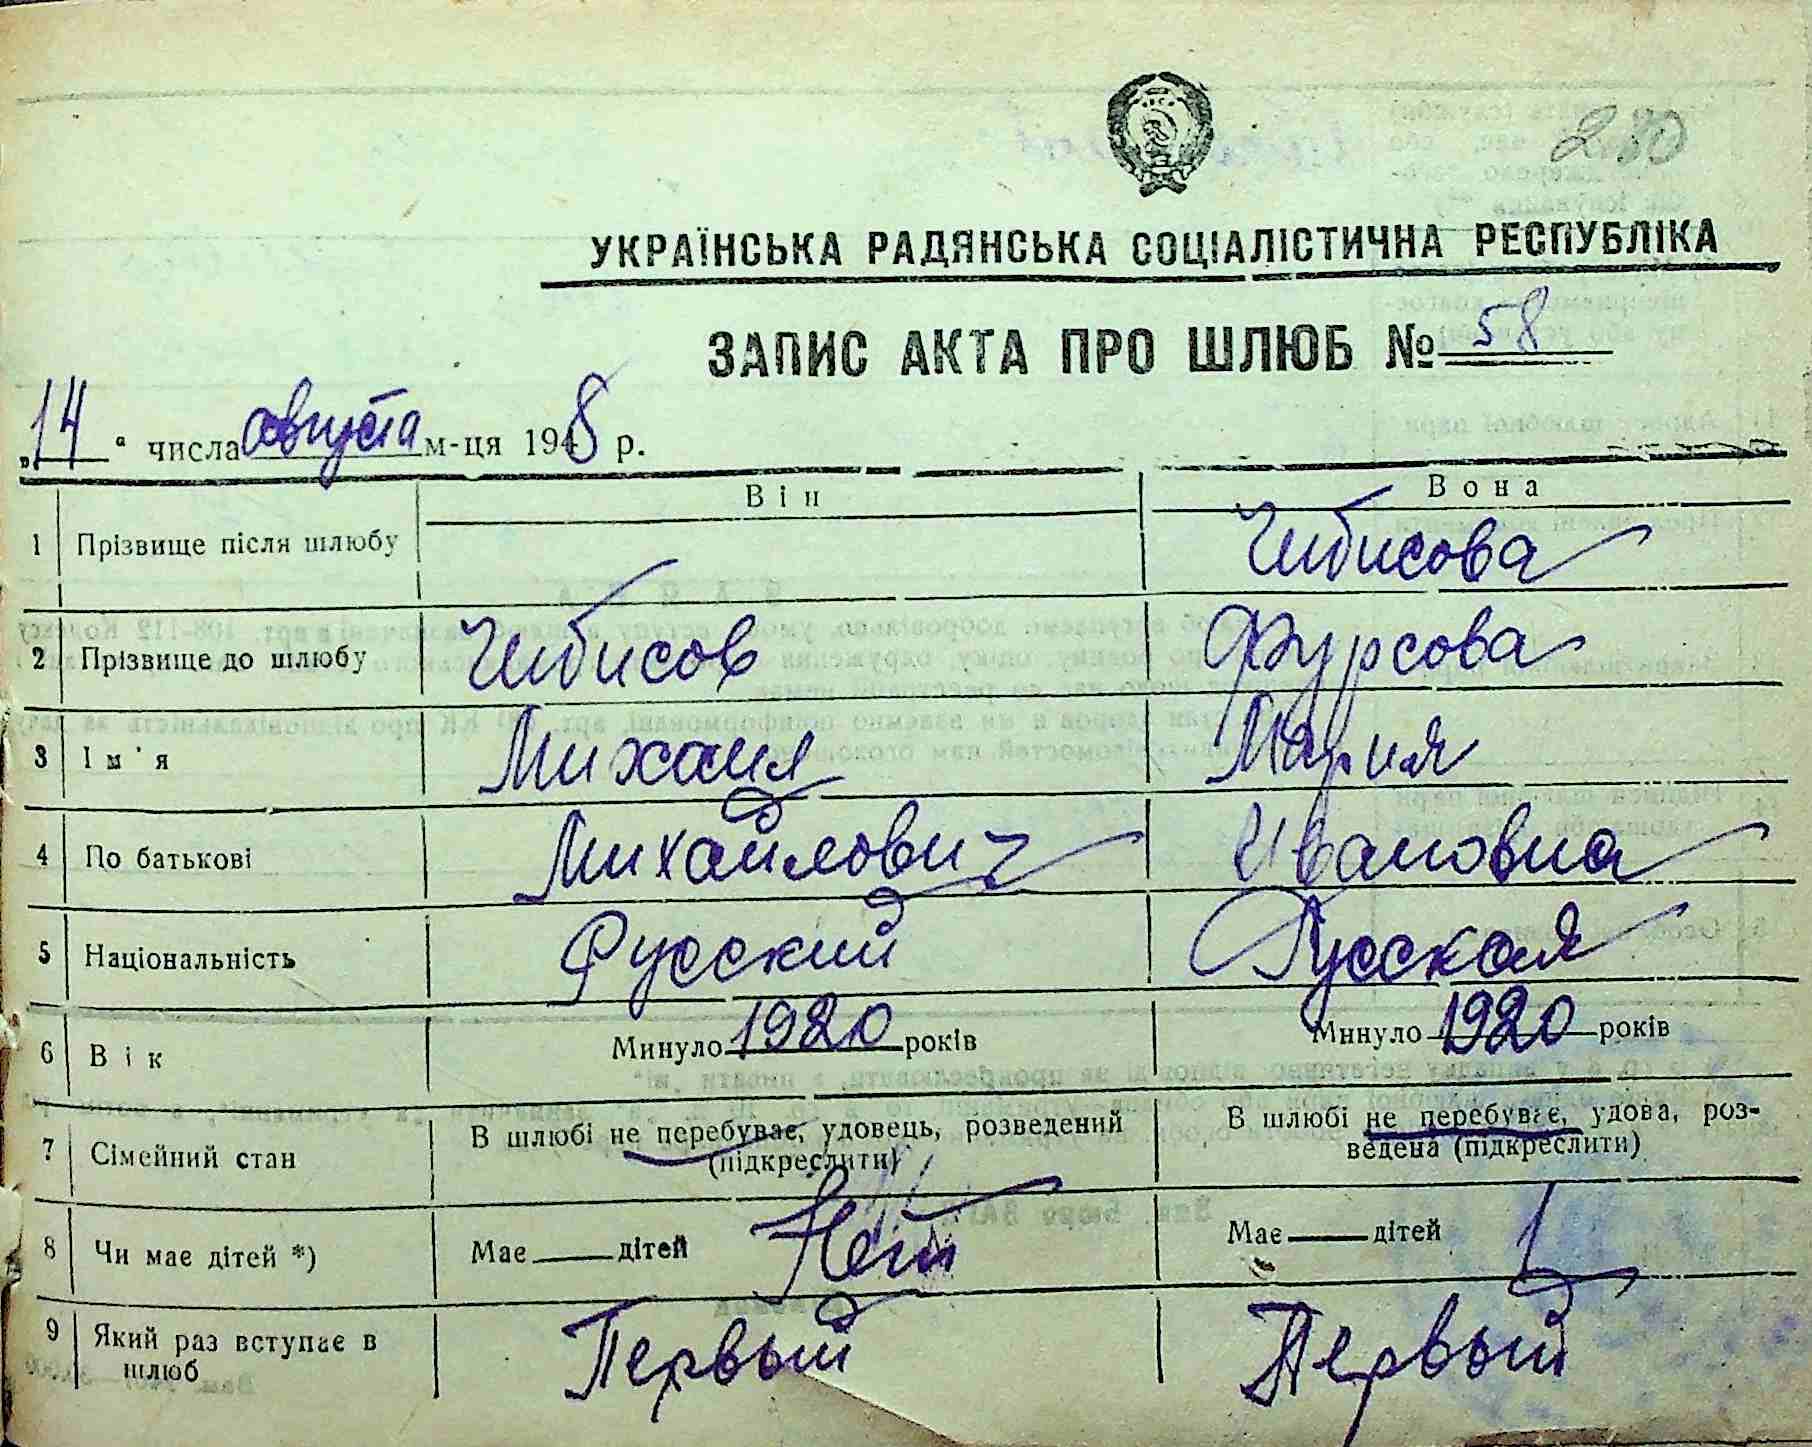 280
УКРАЇНСЬКА РАДЯНСЬКА СОЦІАЛІСТИЧНА РЕСПУБЛІКА
ЗАПИС АКТА ПРО ШЛЮБ № 58
„14“ числа августа м-ця 1948 р.
Він Вона
1 Прізвище після шлюбу Чибисова
2 Прізвище до шлюбу Чибисов Фурсова
3 Ім'я Михаил Мария
4 По батькові Михайлович Ивановна
5 Національність Русский Русская
6 Вік Минуло 1920 років Минуло 1920 років
7 Сімейний стан В шлюбі не перебуває, удовець, розведений (підкреслити) В шлюбі не перебуває, удова, роз-
ведена (підкреслити)
8 Чи має дітей *) Має дітей Нет Має дітей 1
9 Який раз вступає в шлюб Первый Первый